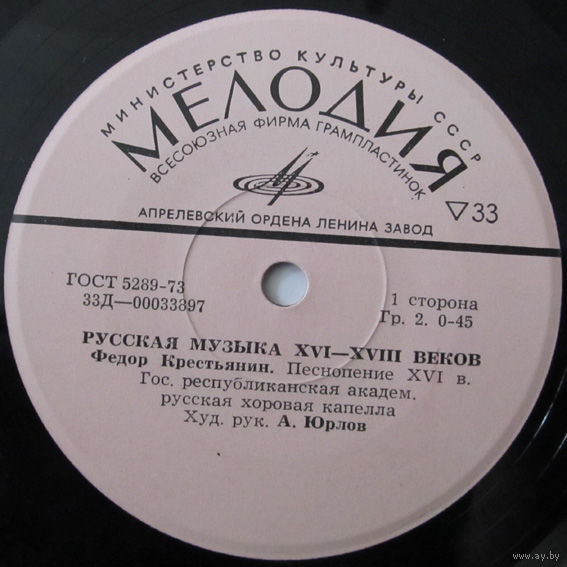 МИНИСТЕРСТВО КУЛЬТУРЫ СССР
МЕЛОДИЯ
ВСЕСОЮЗНАЯ ФИРМА ГРАМПЛАСТИНОК
АПРЕЛЕВСКИЙ ОРДЕНА ЛЕНИНА ЗАВОД
▽33
ГОСТ 5289-73
33Д—00033897
1 сторона
Гр. 2. 0-45
РУССКАЯ МУЗЫКА XVI—XVIII ВЕКОВ
Федор Крестьянин. Песнопение XVI в.
Гос. республиканская академ.
русская хоровая капелла
Худ. рук. А. Юрлов
www.ay.by